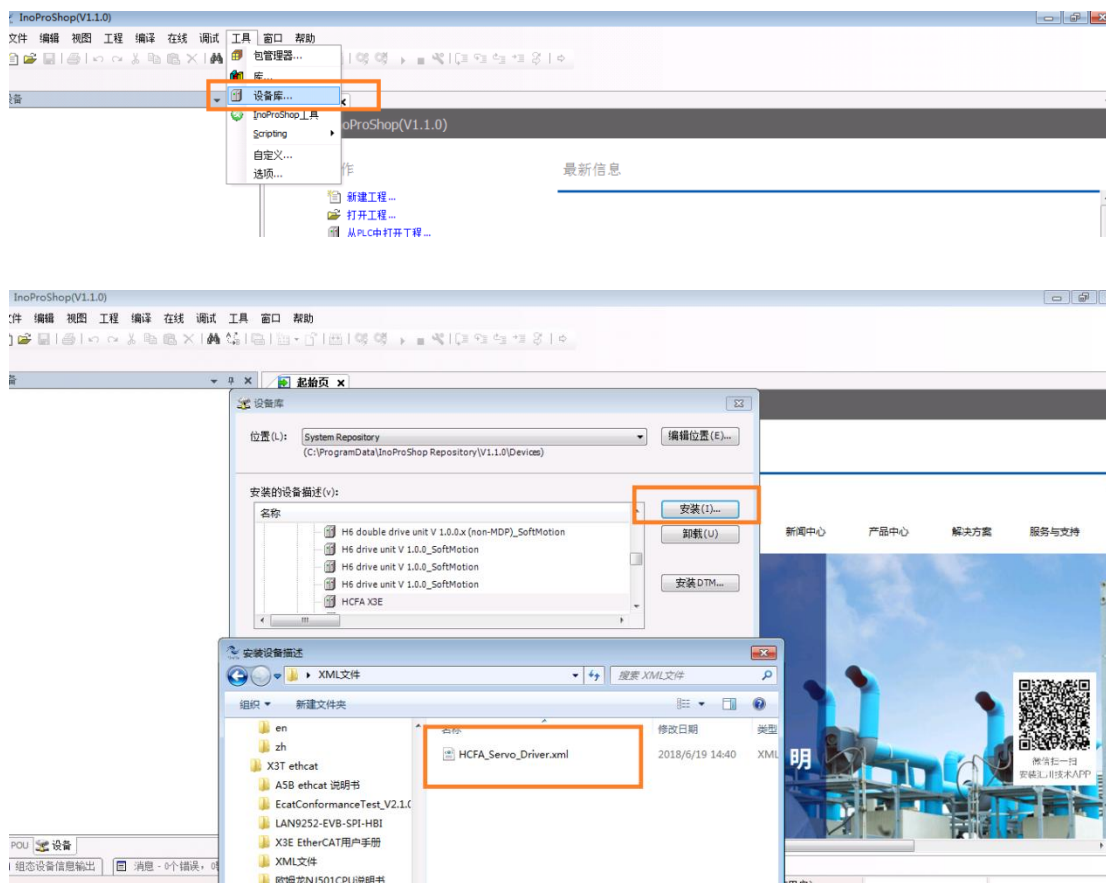 InoProShop(V1.1.0)
文件 编辑 视图 工程 编译 在线 调试 工具 窗口 帮助
包管理器...
库...
设备库...
InoProShop工具
Scripting
自定义...
选项...
oProShop(V1.1.0)
作
最新信息
新建工程...
打开工程...
从PLC中打开工程...
InoProShop(V1.1.0)
件 编辑 视图 工程 编译 在线 调试 工具 窗口 帮助
备
起始页
设备库
位置(L):
System Repository
编辑位置(E)...
(C:\ProgramData\InoProShop Repository\V1.1.0\Devices)
安装的设备描述(v):
名称
安装(I)...
H6 double drive unit V 1.0.0.x (non-MDP)_SoftMotion
卸载(U)
H6 drive unit V 1.0.0_SoftMotion
H6 drive unit V 1.0.0_SoftMotion
H6 drive unit V 1.0.0_SoftMotion
安装DTM...
HCFA X3E
新闻中心 产品中心 解决方案 服务与支持
安装设备描述
XML文件
搜索 XML文件
组织 新建文件夹
en
名称 修改日期 类型
zh
HCFA_Servo_Driver.xml 2018/6/19 14:40 XML
X3T ethcat
A5B ethcat 说明书
EcatConformanceTest_V2.1.(
LAN9252-EVB-SPI-HBI
X3E EtherCAT用户手册
XML文件
欧姆龙NJ501CPU说明书
明
微信扫一扫
安装汇川技术APP
POU 设备
组态设备信息输出 消息 - 0个错误,